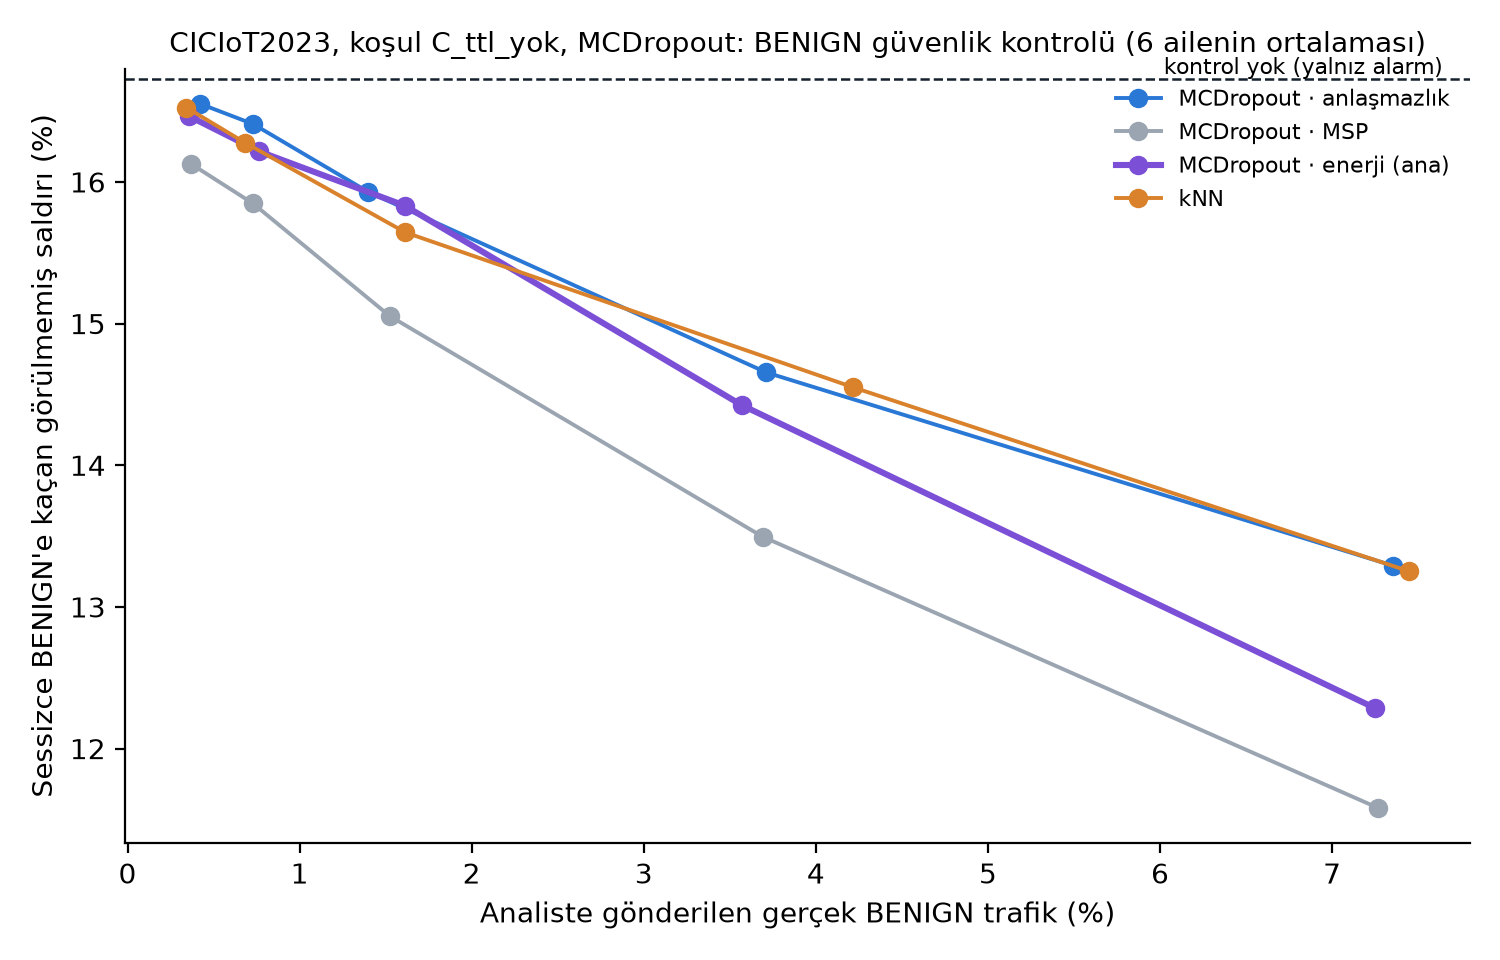 CICIoT2023, koşul C_ttl_yok, MCDropout: BENIGN güvenlik kontrolü (6 ailenin ortalaması)
kontrol yok (yalnız alarm)
MCDropout · anlaşmazlık
MCDropout · MSP
MCDropout · enerji (ana)
kNN
Sessizce BENIGN'e kaçan görülmemiş saldırı (%)
16
15
14
13
12
0 1 2 3 4 5 6 7
Analiste gönderilen gerçek BENIGN trafik (%)